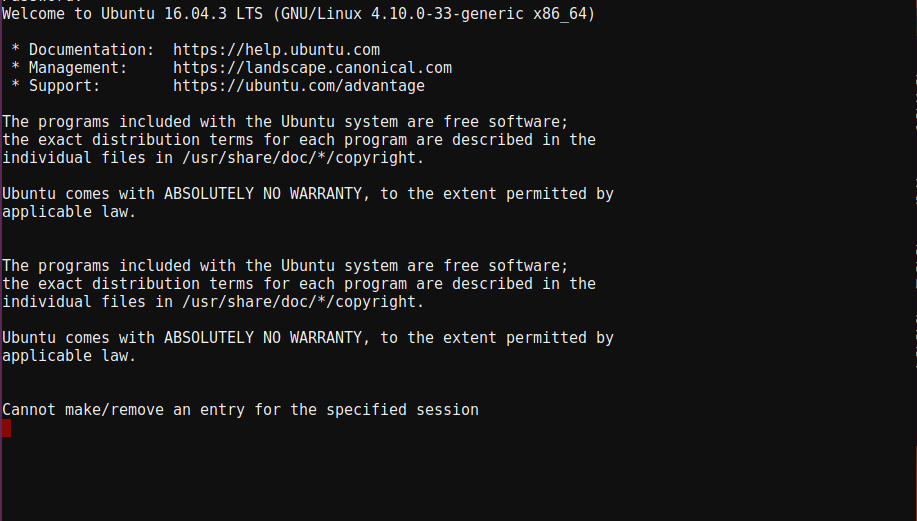 Welcome to Ubuntu 16.04.3 LTS (GNU/Linux 4.10.0-33-generic x86_64)
* Documentation:  https://help.ubuntu.com
* Management:     https://landscape.canonical.com
* Support:        https://ubuntu.com/advantage
The programs included with the Ubuntu system are free software;
the exact distribution terms for each program are described in the
individual files in /usr/share/doc/*/copyright.
Ubuntu comes with ABSOLUTELY NO WARRANTY, to the extent permitted by
applicable law.
The programs included with the Ubuntu system are free software;
the exact distribution terms for each program are described in the
individual files in /usr/share/doc/*/copyright.
Ubuntu comes with ABSOLUTELY NO WARRANTY, to the extent permitted by
applicable law.
Cannot make/remove an entry for the specified session